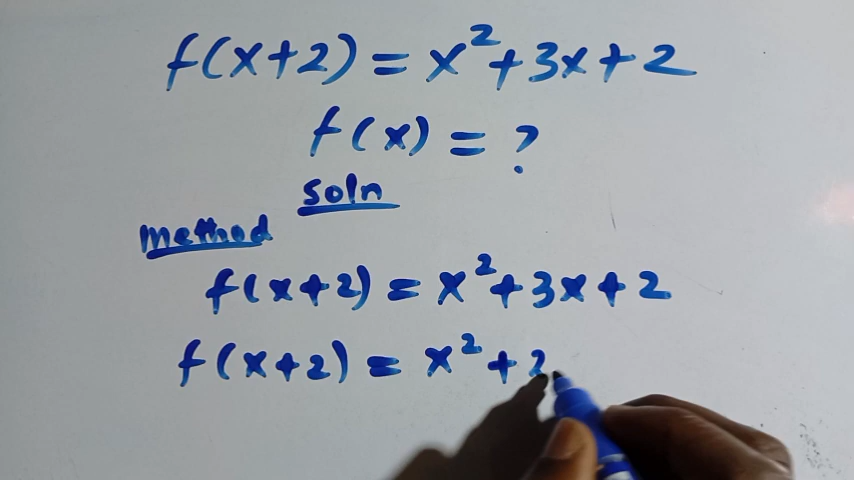 f(x+2) = x²+3x+2
f(x) = ?
Soln
Method
f(x+2) = x²+3x+2
f(x+2) = x²+2